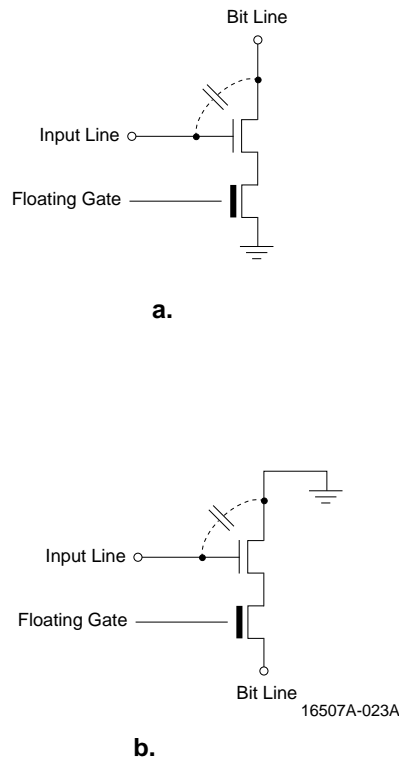 Bit Line
Input Line
Floating Gate
a.
Input Line
Floating Gate
Bit Line
16507A-023A
b.